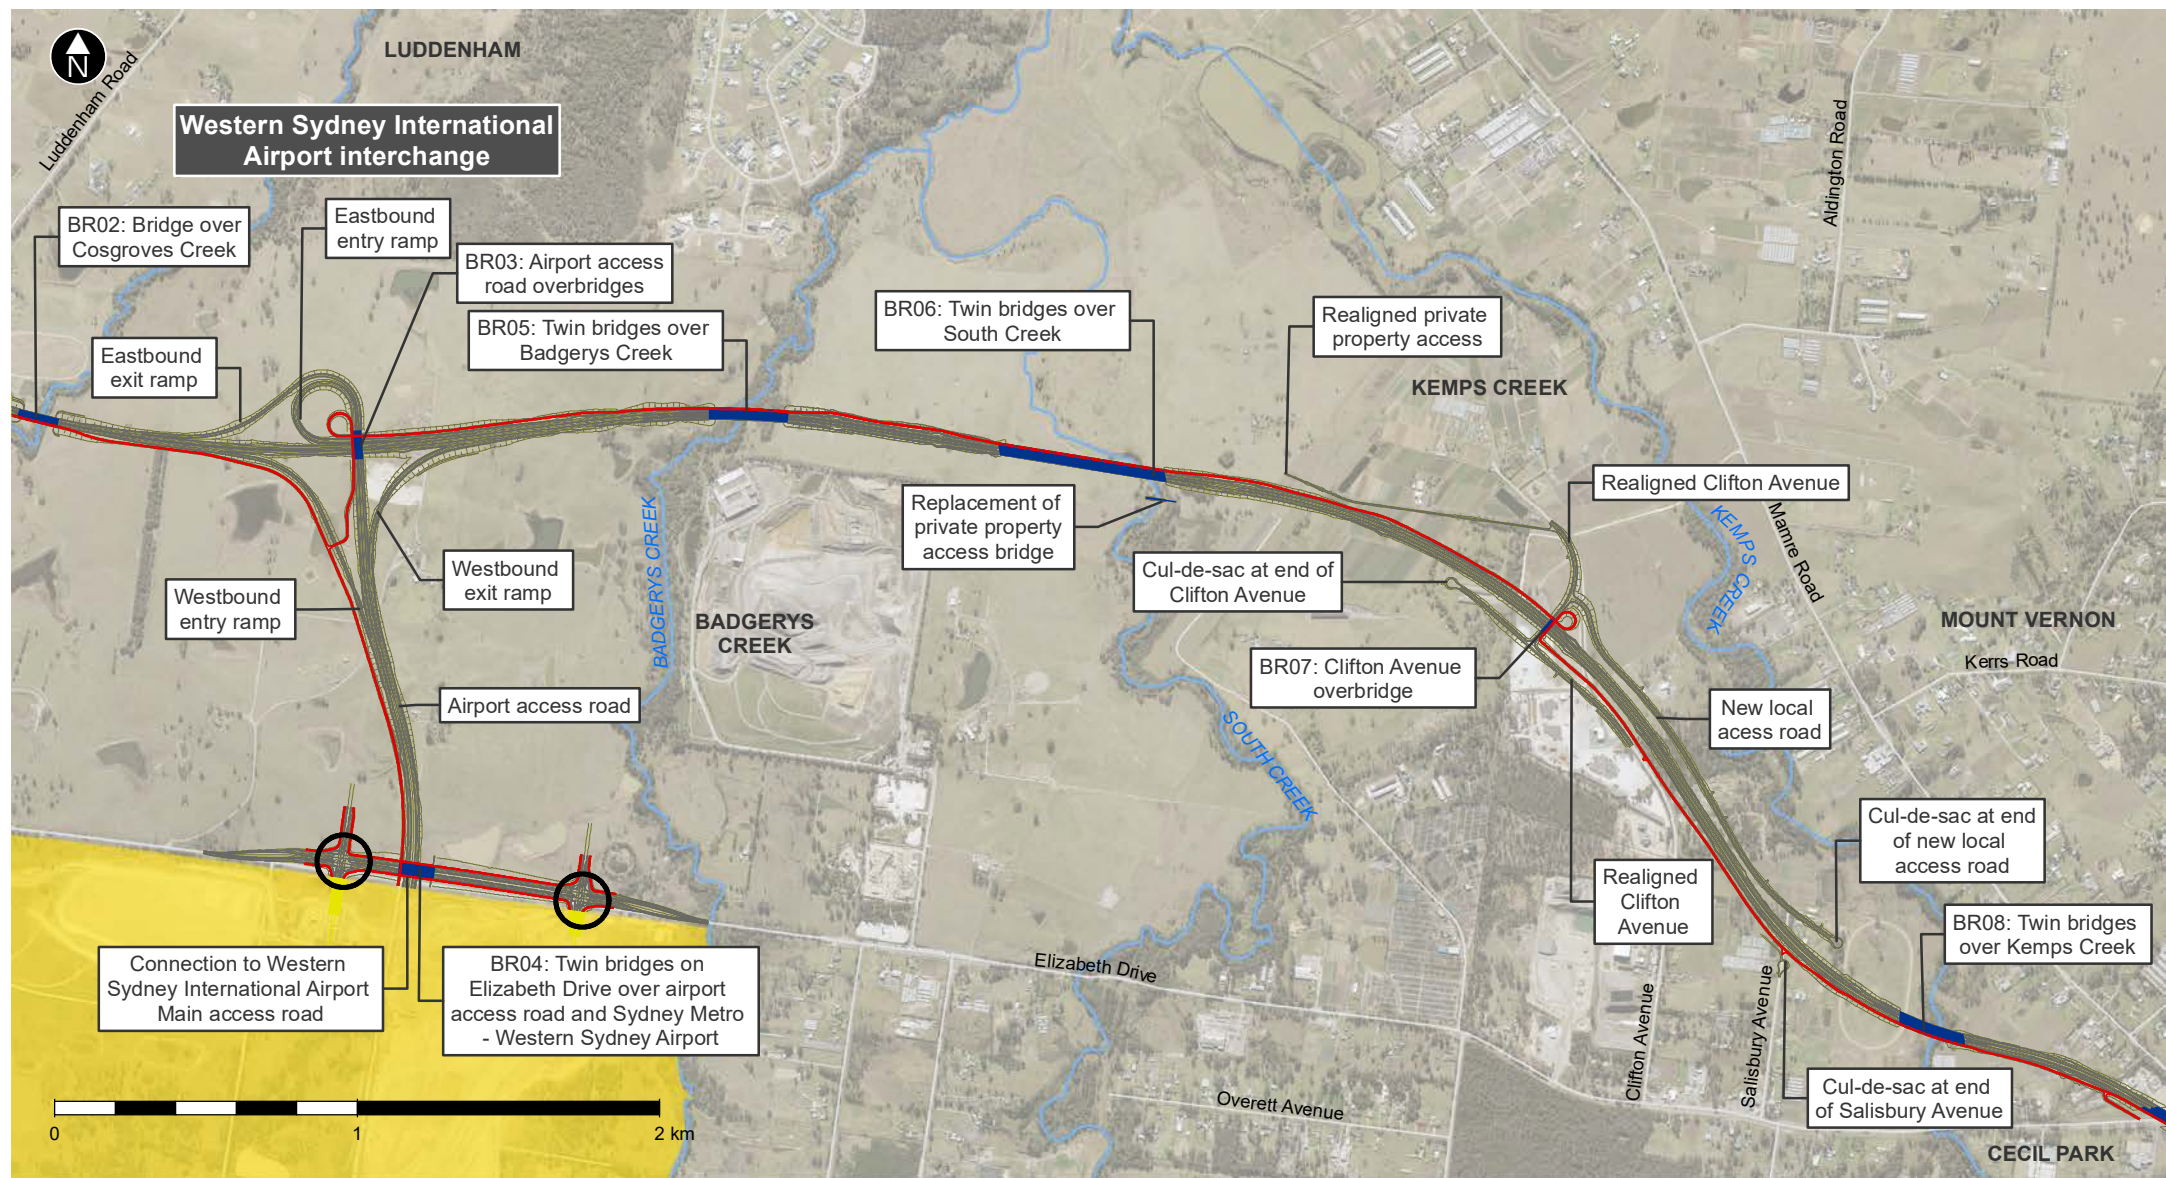 N
Luddenham Road
LUDDENHAM
Western Sydney International
Airport interchange
BR02: Bridge over
Cosgroves Creek
Eastbound
entry ramp
BR03: Airport access
road overbridges
BR05: Twin bridges over
Badgerys Creek
Eastbound
exit ramp
BR06: Twin bridges over
South Creek
Realigned private
property access
KEMPS CREEK
Aldington Road
Realigned Clifton Avenue
Replacement of
private property
access bridge
Cul-de-sac at end of
Clifton Avenue
KEMPS CREEK
Mamre Road
Westbound
exit ramp
Westbound
entry ramp
BADGERYS CREEK
BADGERYS
CREEK
MOUNT VERNON
Kerrs Road
BR07: Clifton Avenue
overbridge
Airport access road
SOUTH CREEK
New local
acess road
Cul-de-sac at end
of new local
access road
Realigned
Clifton
Avenue
BR08: Twin bridges
over Kemps Creek
Connection to Western
Sydney International Airport
Main access road
BR04: Twin bridges on
Elizabeth Drive over airport
access road and Sydney Metro
- Western Sydney Airport
Elizabeth Drive
Clifton Avenue
Salisbury Avenue
Overett Avenue
Cul-de-sac at end
of Salisbury Avenue
CECIL PARK
0
1
2 km